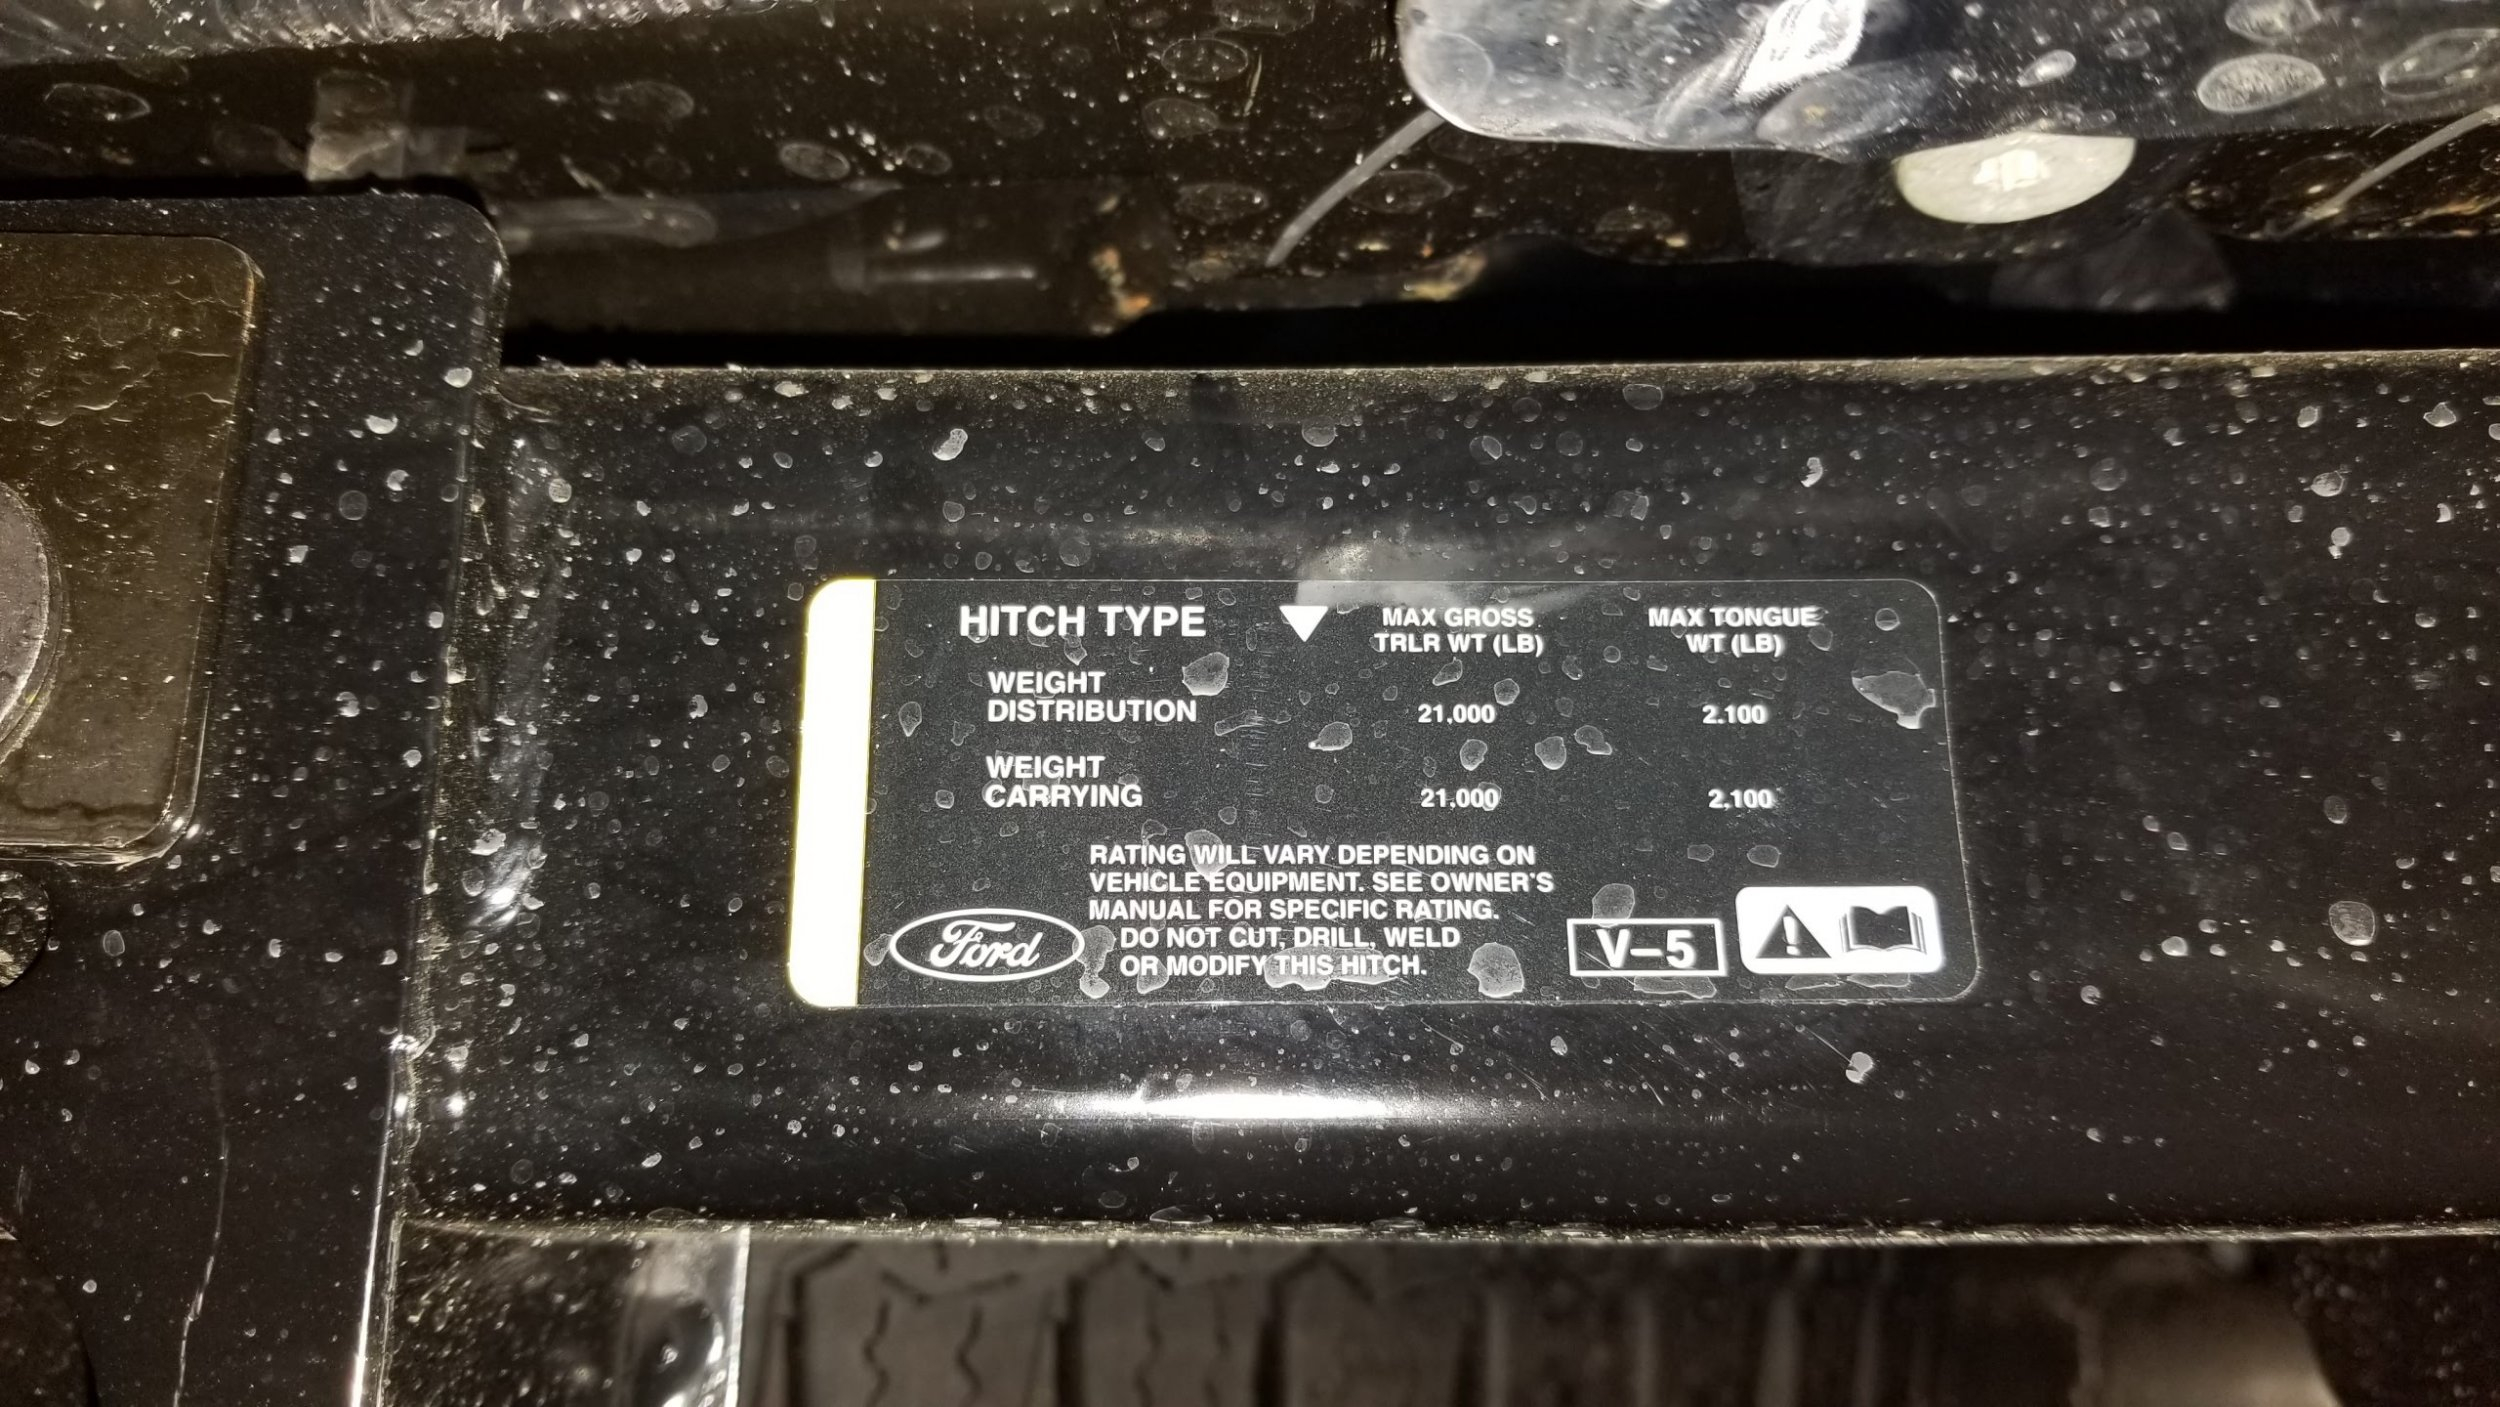 HITCH TYPE
MAX GROSS
TRLR WT (LB)
MAX TONGUE
WT (LB)
WEIGHT
DISTRIBUTION 21,000 2,100
WEIGHT
CARRYING 21,000 2,100
RATING WILL VARY DEPENDING ON
VEHICLE EQUIPMENT. SEE OWNER'S
MANUAL FOR SPECIFIC RATING.
DO NOT CUT, DRILL, WELD
OR MODIFY THIS HITCH.
Ford
V-5